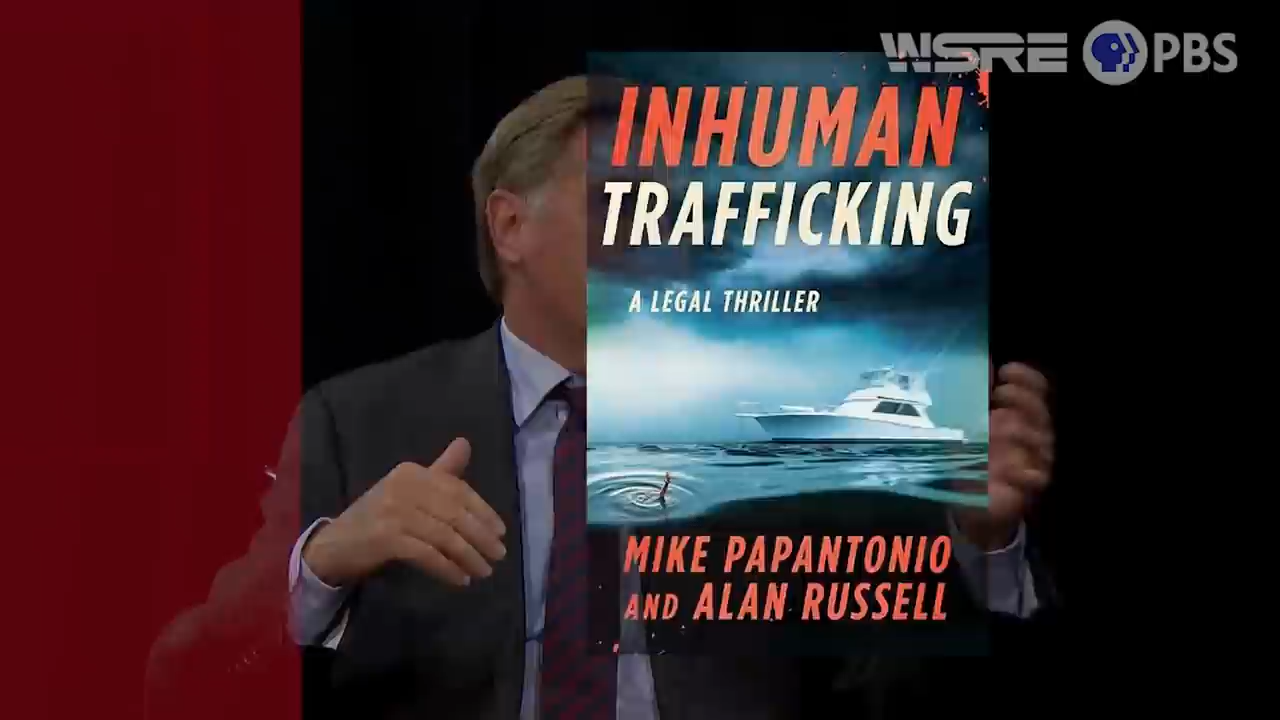 WSRE PBS
INHUMAN
TRAFFICKING
A LEGAL THRILLER
MIKE PAPANTONIO
AND ALAN RUSSELL